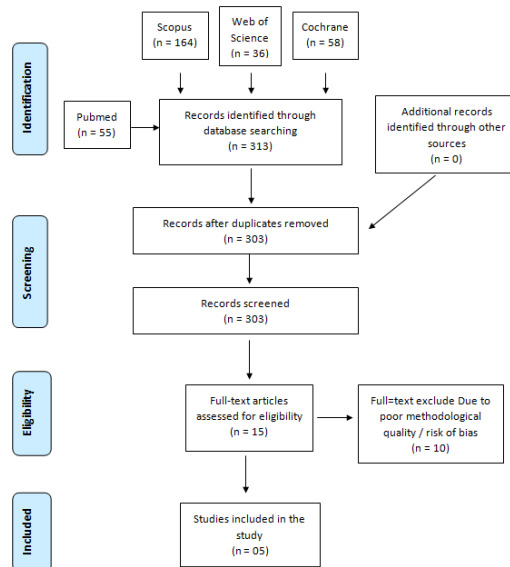 Scopus
(n = 164)
Web of
Science
(n = 36)
Cochrane
(n = 58)
Identification
Pubmed
(n = 55)
Records identified through
database searching
(n = 313)
Additional records
identified through other
sources
(n = 0)
Screening
Records after duplicates removed
(n = 303)
Records screened
(n = 303)
Eligibility
Full-text articles
assessed for eligibility
(n = 15)
Full=text exclude Due to
poor methodological
quality / risk of bias
(n = 10)
Included
Studies included in the
study
(n = 05)